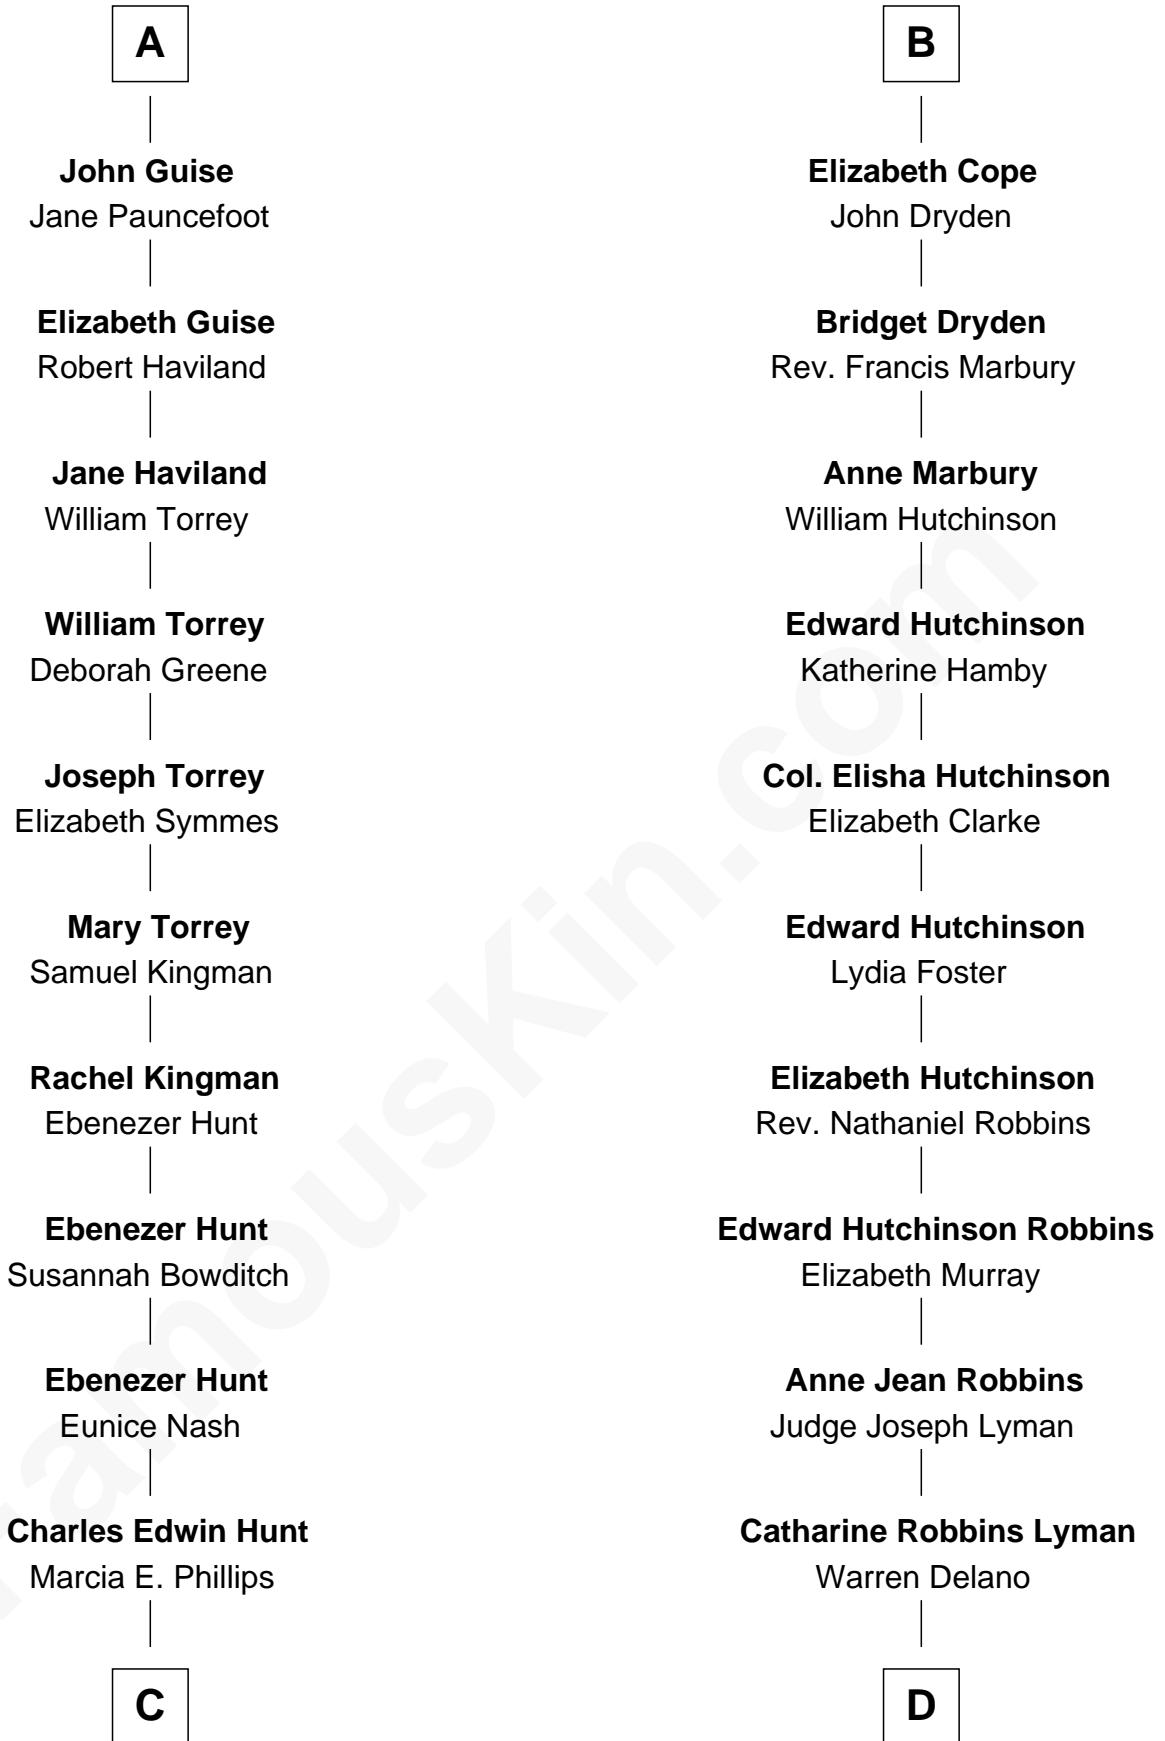 A
John Guise
Jane Pauncefoot
Elizabeth Guise
Robert Haviland
Jane Haviland
William Torrey
William Torrey
Deborah Greene
Joseph Torrey
Elizabeth Symmes
Mary Torrey
Samuel Kingman
Rachel Kingman
Ebenezer Hunt
Ebenezer Hunt
Susannah Bowditch
Ebenezer Hunt
Eunice Nash
Charles Edwin Hunt
Marcia E. Phillips
C
B
Elizabeth Cope
John Dryden
Bridget Dryden
Rev. Francis Marbury
Anne Marbury
William Hutchinson
Edward Hutchinson
Katherine Hamby
Col. Elisha Hutchinson
Elizabeth Clarke
Edward Hutchinson
Lydia Foster
Elizabeth Hutchinson
Rev. Nathaniel Robbins
Edward Hutchinson Robbins
Elizabeth Murray
Anne Jean Robbins
Judge Joseph Lyman
Catharine Robbins Lyman
Warren Delano
D
FamousKin.com